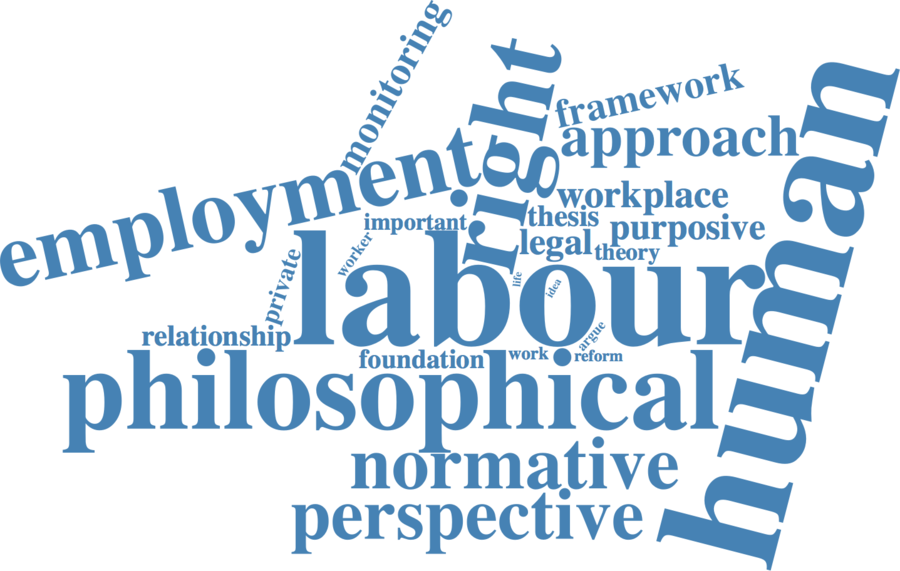 monitoring
right
framework
approach
human
employment
workplace
important
thesis
purposive
worker
legal
theory
private
labour
life
idea
relationship
argue
foundation
work
reform
philosophical
normative
perspective